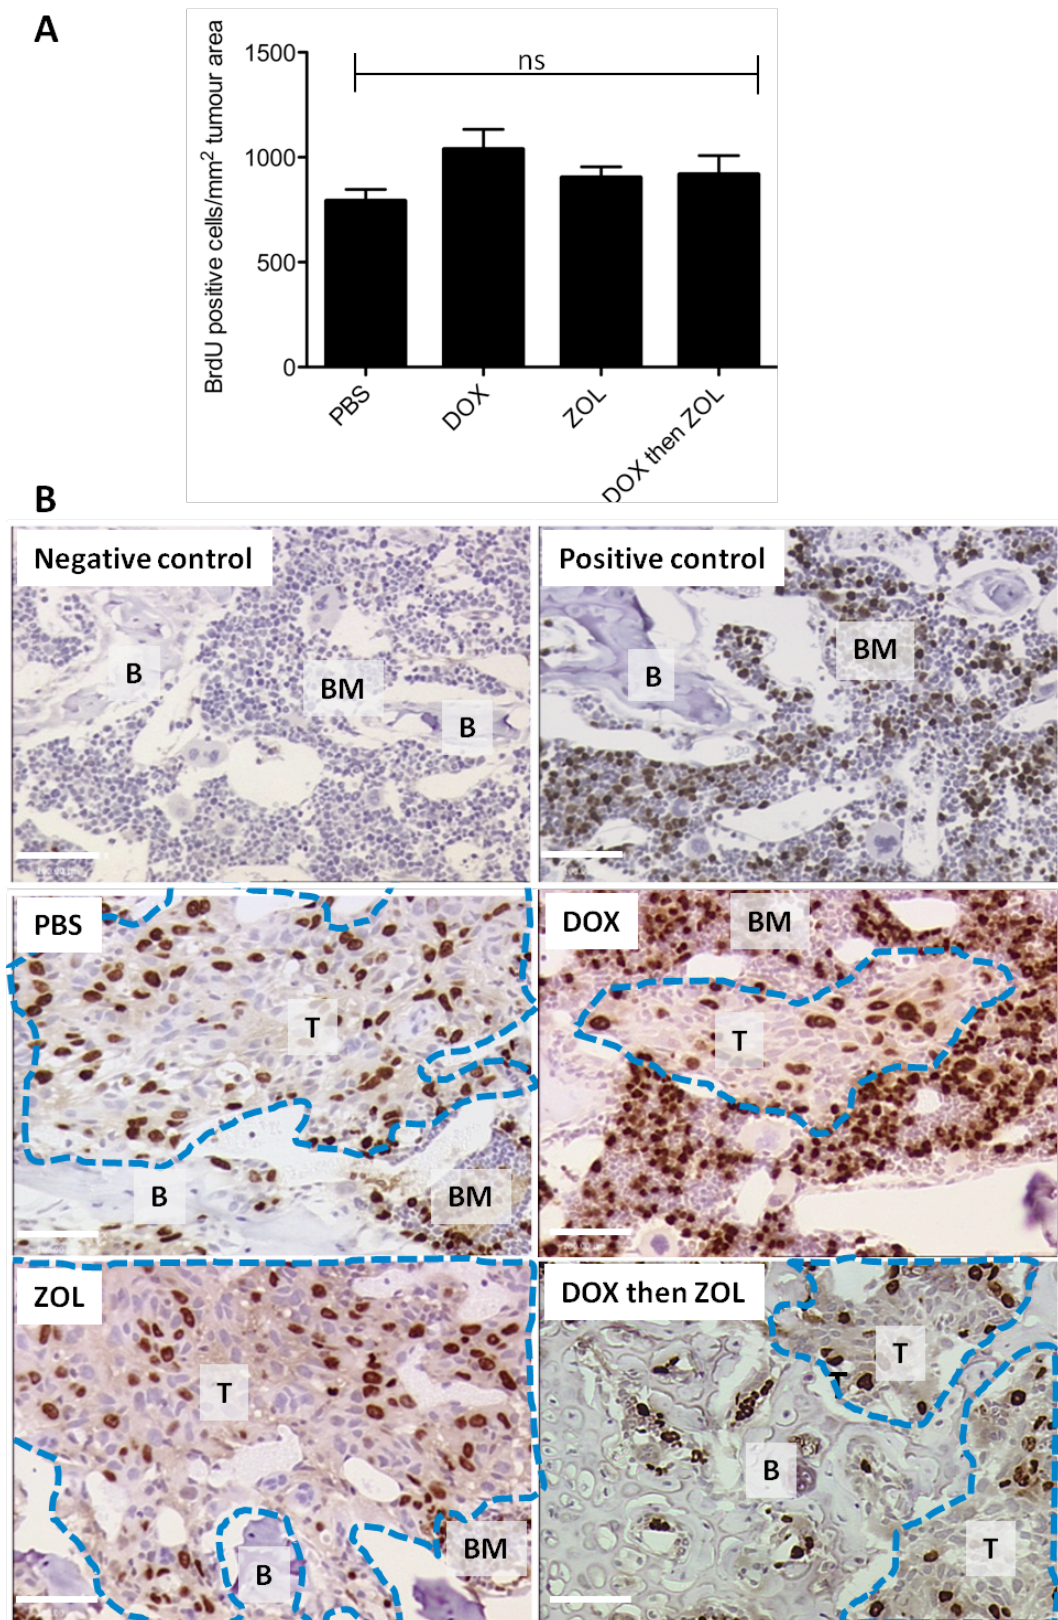 A
BrdU positive cells/mm² tumour area
1500
1000
500
0
ns
PBS
DOX
ZOL
DOX then ZOL
B
Negative control
B
BM
B
Positive control
BM
B
PBS
T
B
BM
DOX
BM
T
ZOL
T
B
BM
DOX then ZOL
T
T
B
T